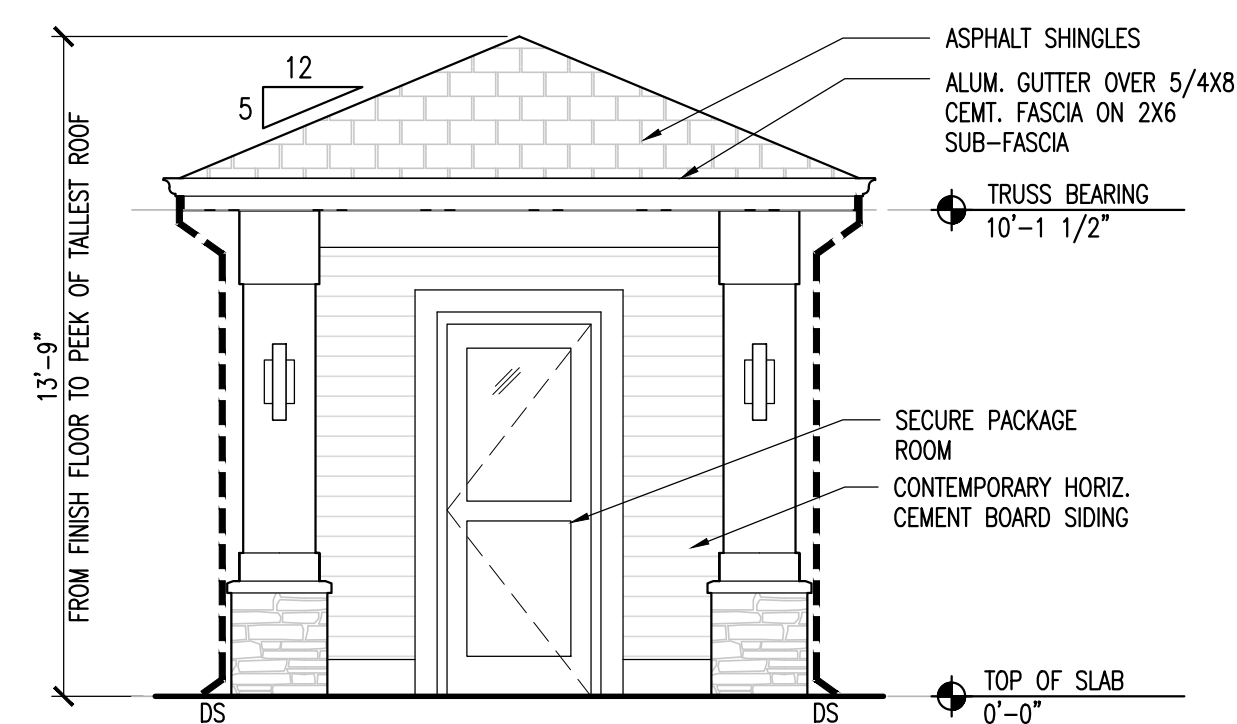 ASPHALT SHINGLES
ALUM. GUTTER OVER 5/4X8
CEMT. FASCIA ON 2X6
SUB-FASCIA
12
5
TRUSS BEARING
10'-1 1/2"
13'-9"
FROM FINISH FLOOR TO PEEK OF TALLEST ROOF
SECURE PACKAGE
ROOM
CONTEMPORARY HORIZ.
CEMENT BOARD SIDING
TOP OF SLAB
0'-0"
DS
DS